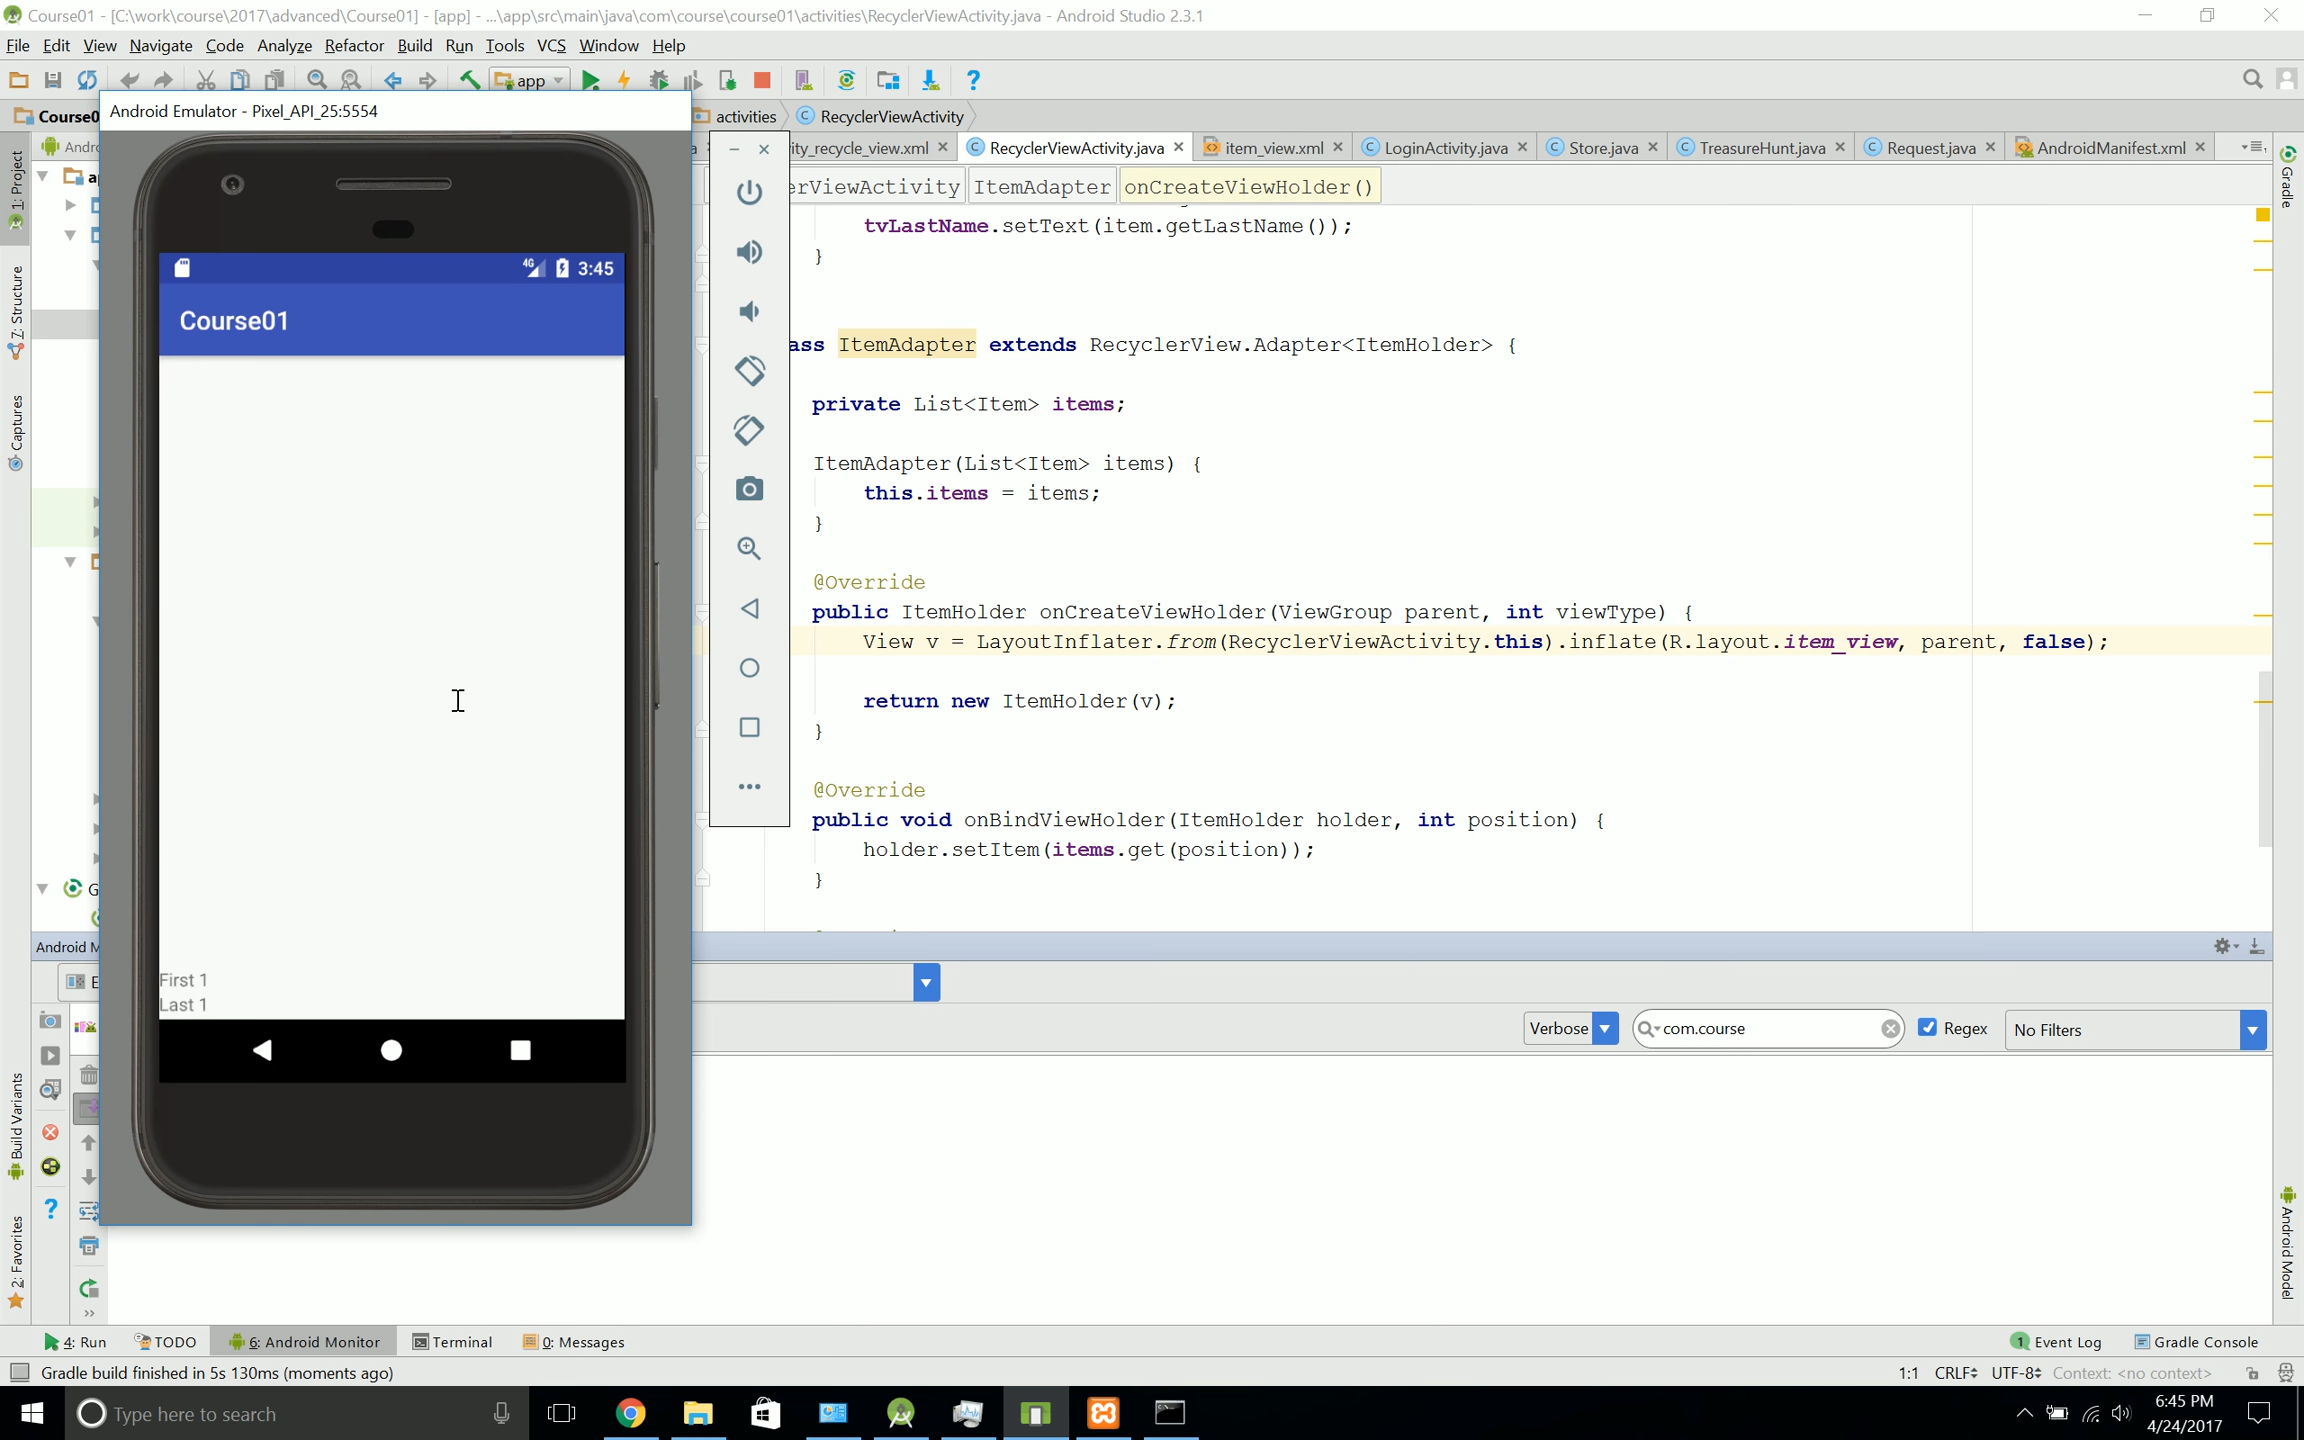 Course01 - [C:\work\course\2017\advanced\Course01] - [app] - ...\app\src\main\java\com\course\course01\activities\RecyclerViewActivity.java - Android Studio 2.3.1
File Edit View Navigate Code Analyze Refactor Build Run Tools VCS Window Help
app
Android Emulator - Pixel_API_25:5554
activities RecyclerViewActivity
ity_recycle_view.xml RecyclerViewActivity.java item_view.xml LoginActivity.java Store.java TreasureHunt.java Request.java AndroidManifest.xml
erViewActivity ItemAdapter onCreateViewHolder()
1: Project
7: Structure
Captures
Build Variants
2: Favorites
Gradle
Android Model
4G 3:45
Course01
First 1
Last 1
tvLastName.setText(item.getLastName());
}
ass ItemAdapter extends RecyclerView.Adapter<ItemHolder> {
private List<Item> items;
ItemAdapter(List<Item> items) {
this.items = items;
}
@Override
public ItemHolder onCreateViewHolder(ViewGroup parent, int viewType) {
View v = LayoutInflater.from(RecyclerViewActivity.this).inflate(R.layout.item_view, parent, false);
return new ItemHolder(v);
}
@Override
public void onBindViewHolder(ItemHolder holder, int position) {
holder.setItem(items.get(position));
}
Android M
Verbose com.course Regex No Filters
4: Run TODO 6: Android Monitor Terminal 0: Messages 1 Event Log Gradle Console
Gradle build finished in 5s 130ms (moments ago) 1:1 CRLF UTF-8 Context: <no context>
Type here to search
6:45 PM
4/24/2017